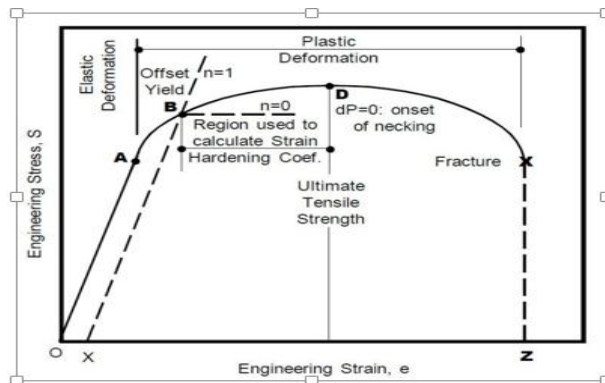 Plastic
Deformation
Elastic
Deformation
Offset
Yield
n=1
B
n=0
D
dP=0: onset
of necking
Region used to
calculate Strain
Hardening Coef.
A
Fracture
X
Ultimate
Tensile
Strength
Engineering Stress, S
O
X
Z
Engineering Strain, e